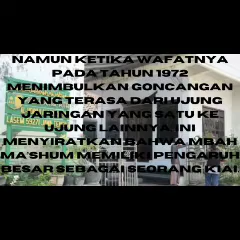 NAMUN KETIKA WAFATNYA
PADA TAHUN 1972
MENIMBULKAN GONCANGAN
YANG TERASA DARI UJUNG
JARINGAN YANG SATU KE
UJUNG LAINNYA.INI
MENYIRATKAN BAHWA MBAH
MA'SHUM MEMILIKI PENGARUH
BESAR SEBAGAI SEORANG KIAI